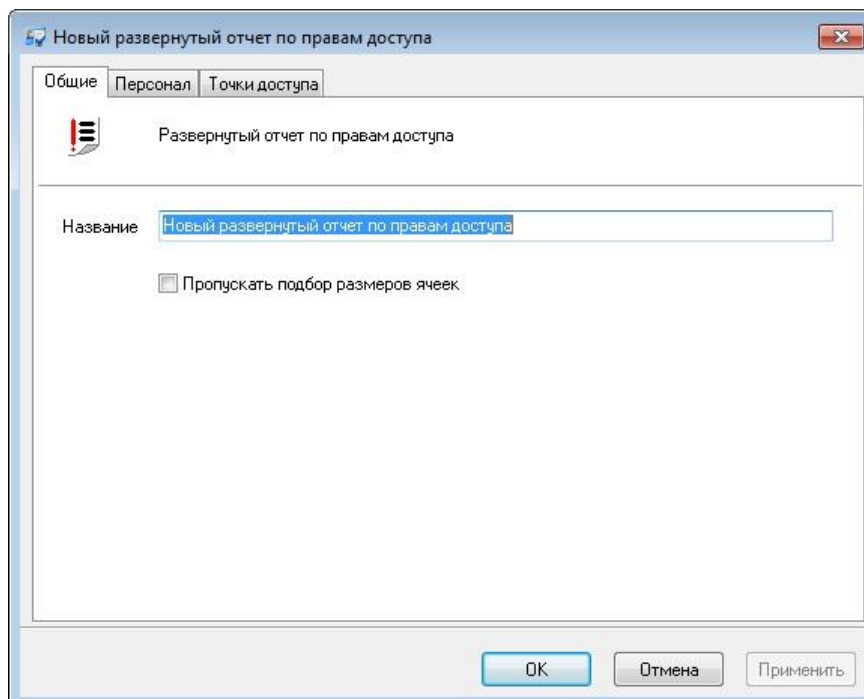 Новый развернутый отчет по правам доступа
Общие Персонал Точки доступа
Развернутый отчет по правам доступа
Название Новый развернутый отчет по правам доступа
Пропускать подбор размеров ячеек
OK Отмена Применить